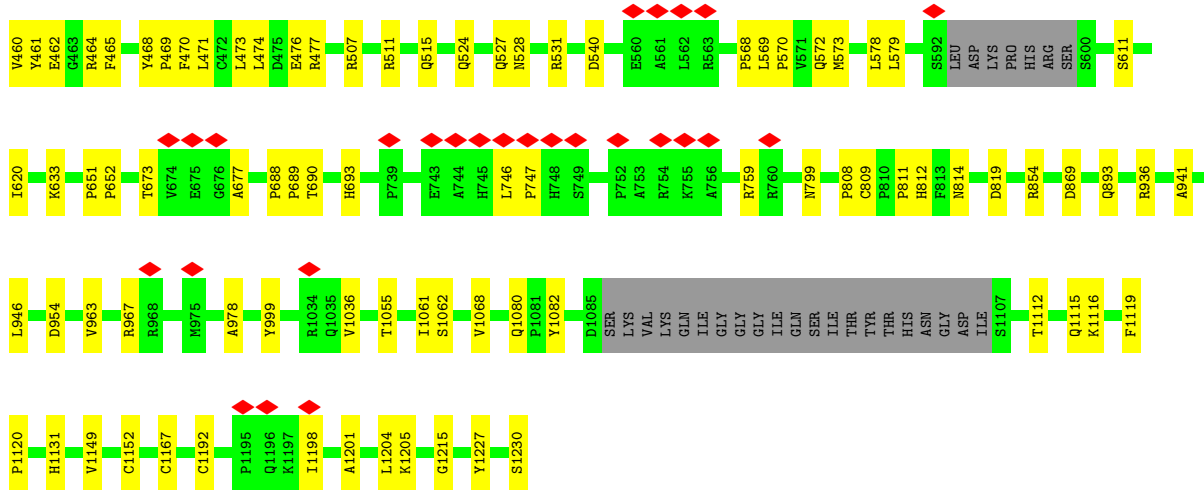 V460 Y461 E462 G463 R464 F465 Y468 P469 F470 L471 C472 L473 L474 D475 E476 R477 R507 R511 Q515 Q524 Q527 N528 R531 D540 E560 A561 L562 R563 P568 L569 P570 V571 Q572 M573 L578 L579 S592 LEU ASP LYS PRO HIS ARG SER S600 S611
I620 K633 P651 P652 T673 V674 E675 G676 A677 P688 P689 T690 H693 P739 E743 A744 H745 L746 P747 H748 S749 P752 A753 R754 K755 A756 R759 R760 N799 P808 C809 P810 P811 H812 F813 N814 D819 R854 D869 Q893 R936 A941
L946 D954 V963 R967 R968 M975 A978 Y999 R1034 Q1035 V1036 T1055 I1061 S1062 V1068 Q1080 P1081 Y1082 D1085 SER LYS VAL LYS GLN ILE GLY GLY GLY ILE GLN SER ILE THR TYR THR HIS ASN GLY ASP ILE S1107 T1112 Q1115 K1116 F1119
P1120 H1131 V1149 C1152 C1167 C1192 P1195 Q1196 K1197 I1198 A1201 L1204 K1205 G1215 Y1227 S1230